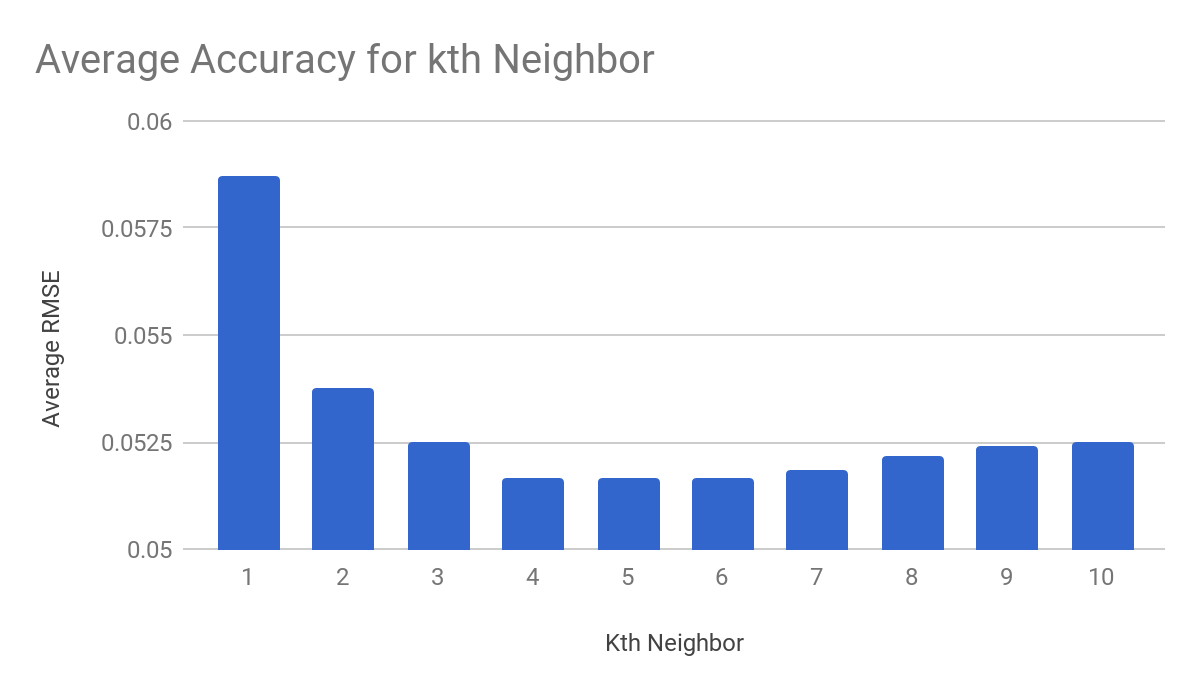 Average Accuracy for kth Neighbor
0.06
0.0575
0.055
0.0525
0.05
Average RMSE
1 2 3 4 5 6 7 8 9 10
Kth Neighbor